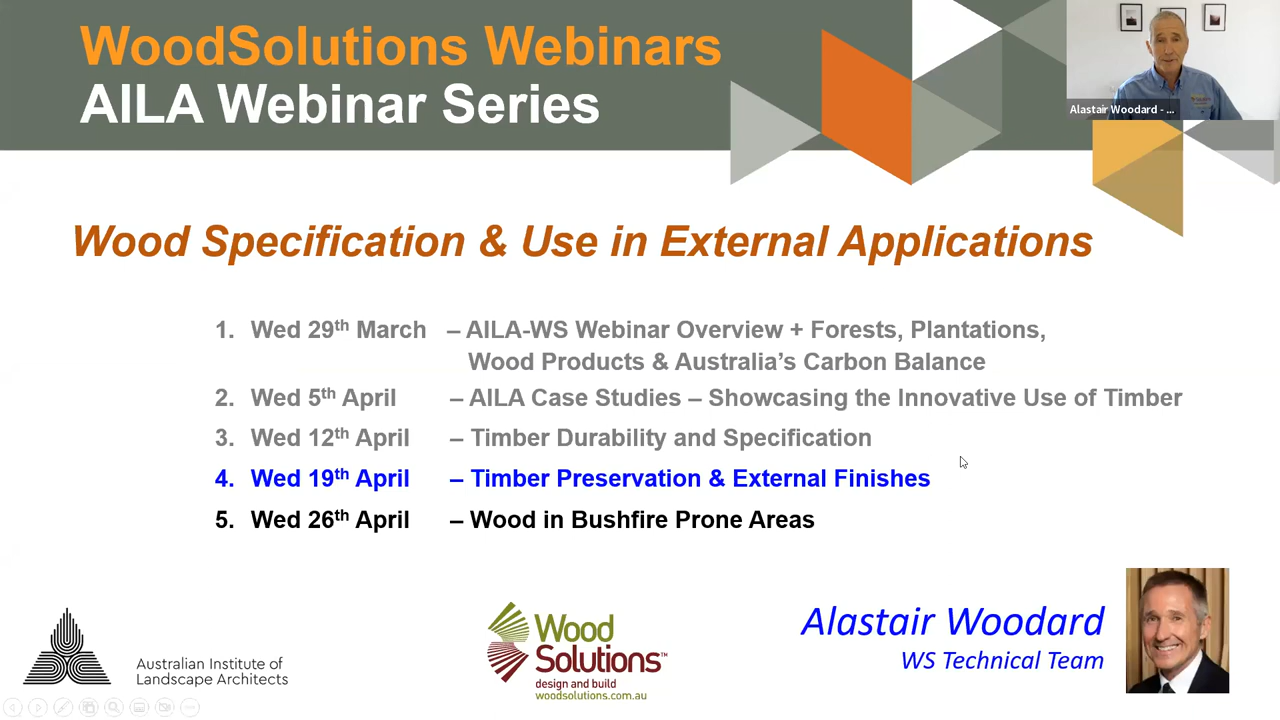 WoodSolutions Webinars
AILA Webinar Series
Alastair Woodard - ...
Wood Specification & Use in External Applications
1. Wed 29th March – AILA-WS Webinar Overview + Forests, Plantations,
Wood Products & Australia’s Carbon Balance
2. Wed 5th April – AILA Case Studies – Showcasing the Innovative Use of Timber
3. Wed 12th April – Timber Durability and Specification
4. Wed 19th April – Timber Preservation & External Finishes
5. Wed 26th April – Wood in Bushfire Prone Areas
Australian Institute of
Landscape Architects
Wood
Solutions™
design and build
woodsolutions.com.au
Alastair Woodard
WS Technical Team